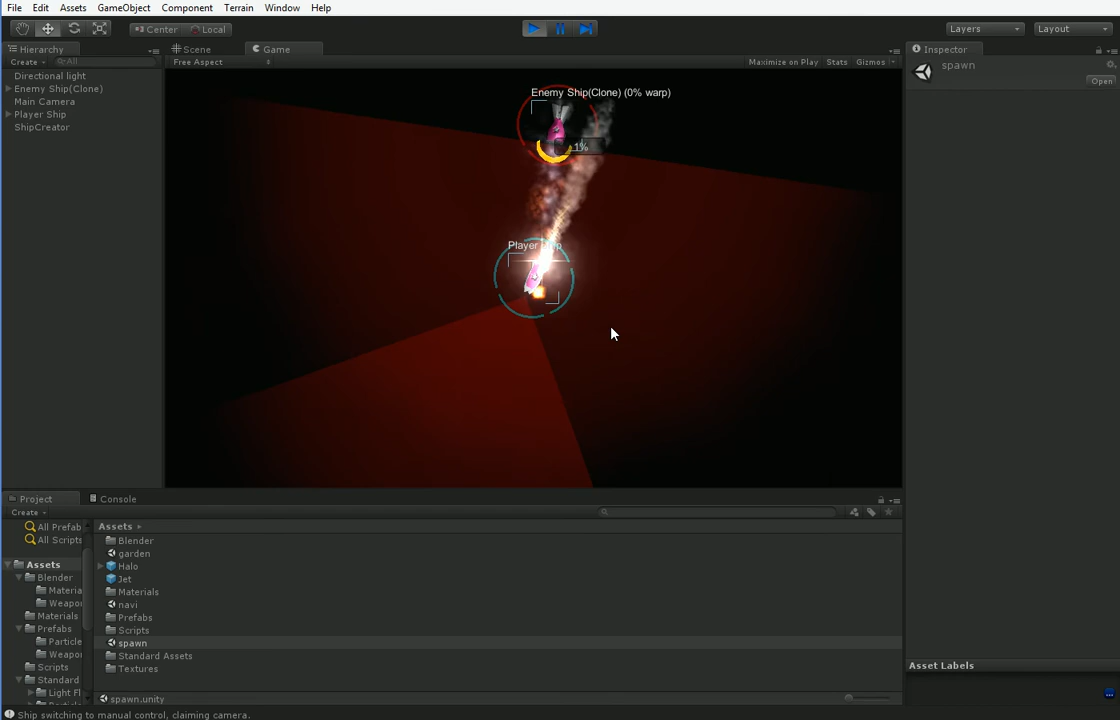 File Edit Assets GameObject Component Terrain Window Help
Center Local Layers Layout
Hierarchy Scene Game Inspector
Create All Free Aspect Maximize on Play Stats Gizmos spawn
Open
Directional light
Enemy Ship(Clone)
Main Camera
Player Ship
ShipCreator
Enemy Ship(Clone) (0% warp)
1%
Player
Project Console
Create
All Prefab Assets
All Scripts Blender
garden
Assets Halo
Blender Jet
Materia Materials
Weapo navi
Materials Prefabs
Prefabs Scripts
Particle spawn
Weapo Standard Assets
Scripts Textures
Standard
Light Fl
spawn.unity
Asset Labels
Ship switching to manual control, claiming camera.